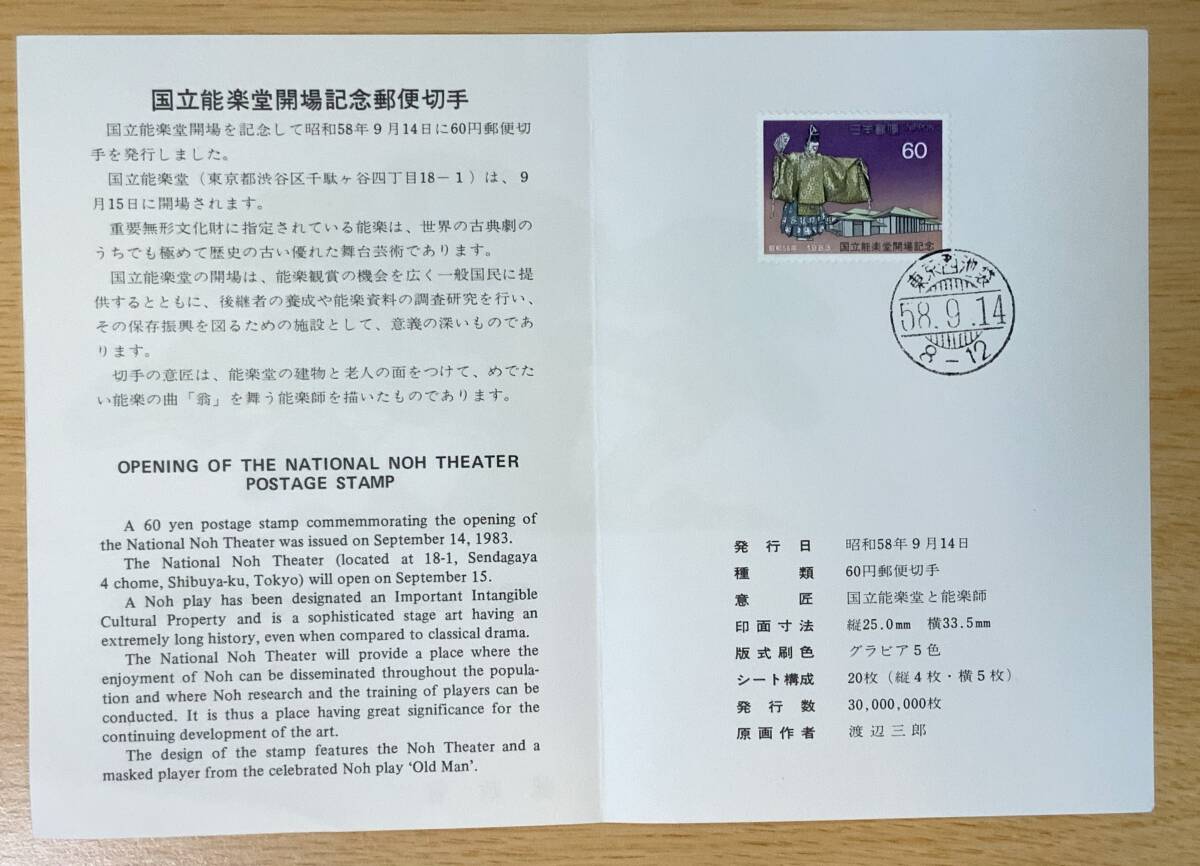 国立能楽堂開場記念郵便切手
国立能楽堂開場を記念して昭和58年9月14日に60円郵便切
手を発行しました。
国立能楽堂（東京都渋谷区千駄ヶ谷四丁目18－1）は、9
月15日に開場されます。
重要無形文化財に指定されている能楽は、世界の古典劇の
うちでも極めて歴史の古い優れた舞台芸術であります。
国立能楽堂の開場は、能楽観賞の機会を広く一般国民に提
供するとともに、後継者の養成や能楽資料の調査研究を行い、
その保存振興を図るための施設として、意義の深いものであ
ります。
切手の意匠は、能楽堂の建物と老人の面をつけて、めでた
い能楽の曲「翁」を舞う能楽師を描いたものであります。
OPENING OF THE NATIONAL NOH THEATER
POSTAGE STAMP
A 60 yen postage stamp commemmorating the opening of
the National Noh Theater was issued on September 14, 1983.
The National Noh Theater (located at 18-1, Sendagaya
4 chome, Shibuya-ku, Tokyo) will open on September 15.
A Noh play has been designated an Important Intangible
Cultural Property and is a sophisticated stage art having an
extremely long history, even when compared to classical drama.
The National Noh Theater will provide a place where the
enjoyment of Noh can be disseminated throughout the popula-
tion and where Noh research and the training of players can be
conducted. It is thus a place having great significance for the
continuing development of the art.
The design of the stamp features the Noh Theater and a
masked player from the celebrated Noh play ‘Old Man’.
日本郵便 NIPPON
60
昭和58年 1983 国立能楽堂開場記念
東京西池袋
58.9.14
8-12
発行日 昭和58年9月14日
種類 60円郵便切手
意匠 国立能楽堂と能楽師
印面寸法 縦25.0mm 横33.5mm
版式刷色 グラビア5色
シート構成 20枚（縦4枚・横5枚）
発行数 30,000,000枚
原画作者 渡辺三郎